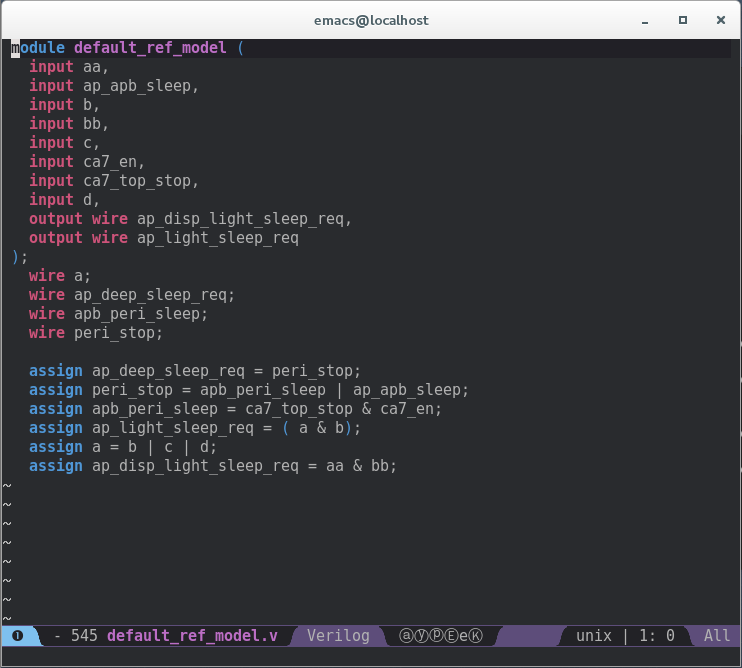 emacs@localhost
module default_ref_model (
  input aa,
  input ap_apb_sleep,
  input b,
  input bb,
  input c,
  input ca7_en,
  input ca7_top_stop,
  input d,
  output wire ap_disp_light_sleep_req,
  output wire ap_light_sleep_req
);
  wire a;
  wire ap_deep_sleep_req;
  wire apb_peri_sleep;
  wire peri_stop;

  assign ap_deep_sleep_req = peri_stop;
  assign peri_stop = apb_peri_sleep | ap_apb_sleep;
  assign apb_peri_sleep = ca7_top_stop & ca7_en;
  assign ap_light_sleep_req = ( a & b);
  assign a = b | c | d;
  assign ap_disp_light_sleep_req = aa & bb;
~
~
~
~
~
~
~
~
❶ - 545 default_ref_model.v Verilog ⓐⓨⓟⒺeⓀ unix | 1: 0 All